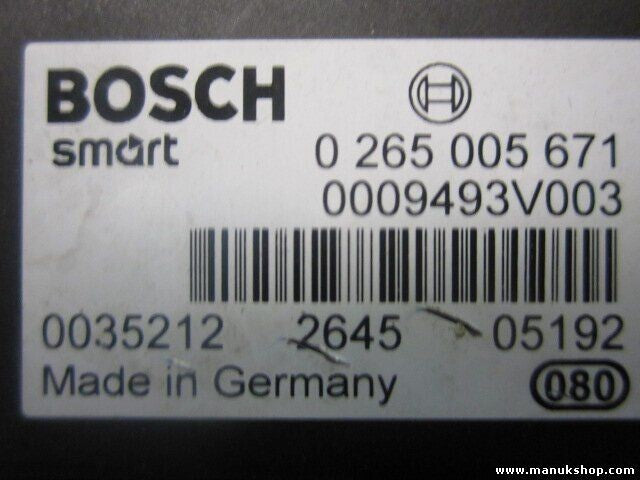 BOSCH
smart
0 265 005 671
0009493V003
0035212 2645 05192
Made in Germany 080
www.manukshop.com